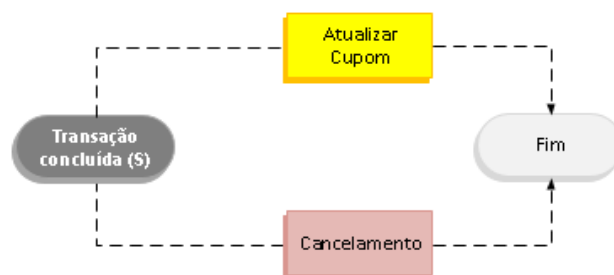 Atualizar
Cupom
Transação
concluída (S)
Fim
Cancelamento